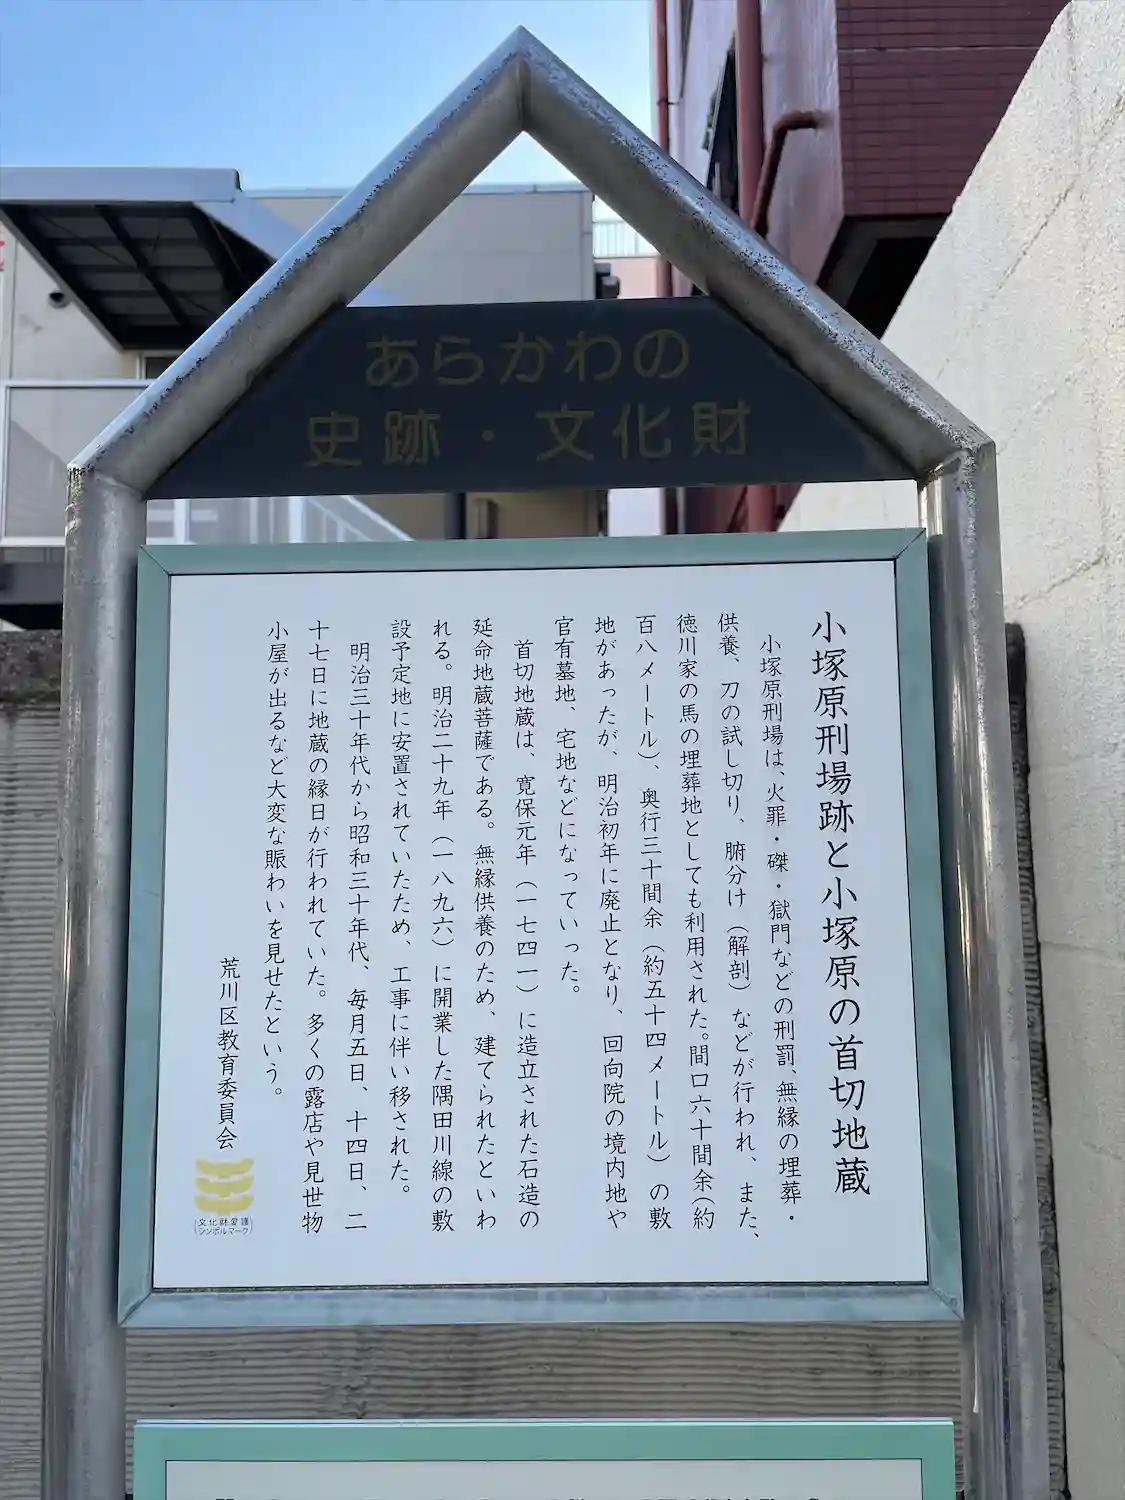 あらかわの
史跡・文化財
小塚原刑場跡と小塚原の首切地蔵
小塚原刑場は、火罪・磔・獄門などの刑罰、無縁の埋葬・
供養、刀の試し切り、腑分け（解剖）などが行われ、また、
徳川家の馬の埋葬地としても利用された。間口六十間余（約
百八メートル）、奥行三十間余（約五十四メートル）の敷
地があったが、明治初年に廃止となり、回向院の境内地や
官有墓地、宅地などになっていった。
首切地蔵は、寛保元年（一七四一）に造立された石造の
延命地蔵菩薩である。無縁供養のため、建てられたといわ
れる。明治二十九年（一八九六）に開業した隅田川線の敷
設予定地に安置されていたため、工事に伴い移された。
明治三十年代から昭和三十年代、毎月五日、十四日、二
十七日に地蔵の縁日が行われていた。多くの露店や見世物
小屋が出るなど大変な賑わいを見せたという。
荒川区教育委員会
文化財愛護
シンボルマーク